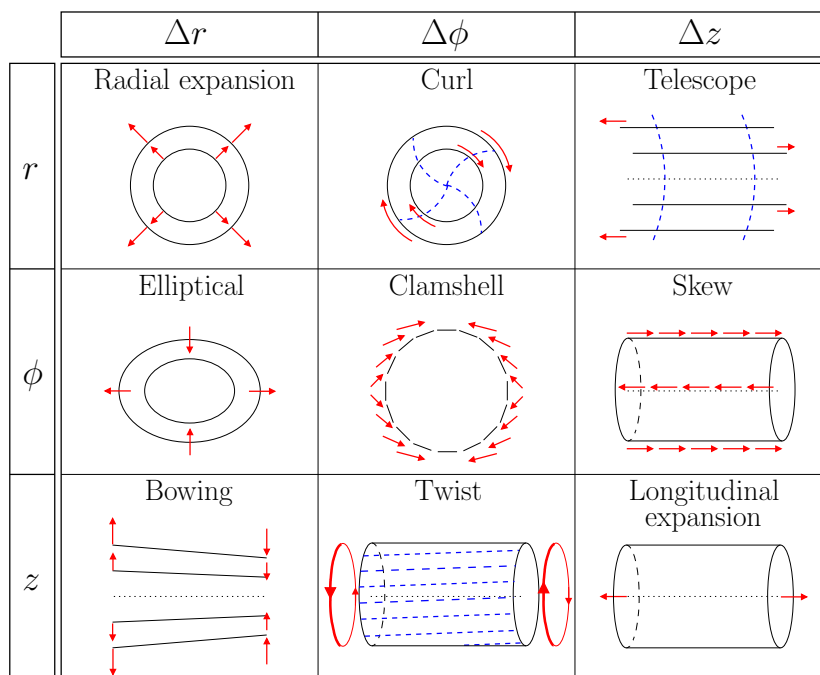 Δr Δϕ Δz
r
Radial expansion Curl Telescope
ϕ
Elliptical Clamshell Skew
z
Bowing Twist Longitudinal
expansion